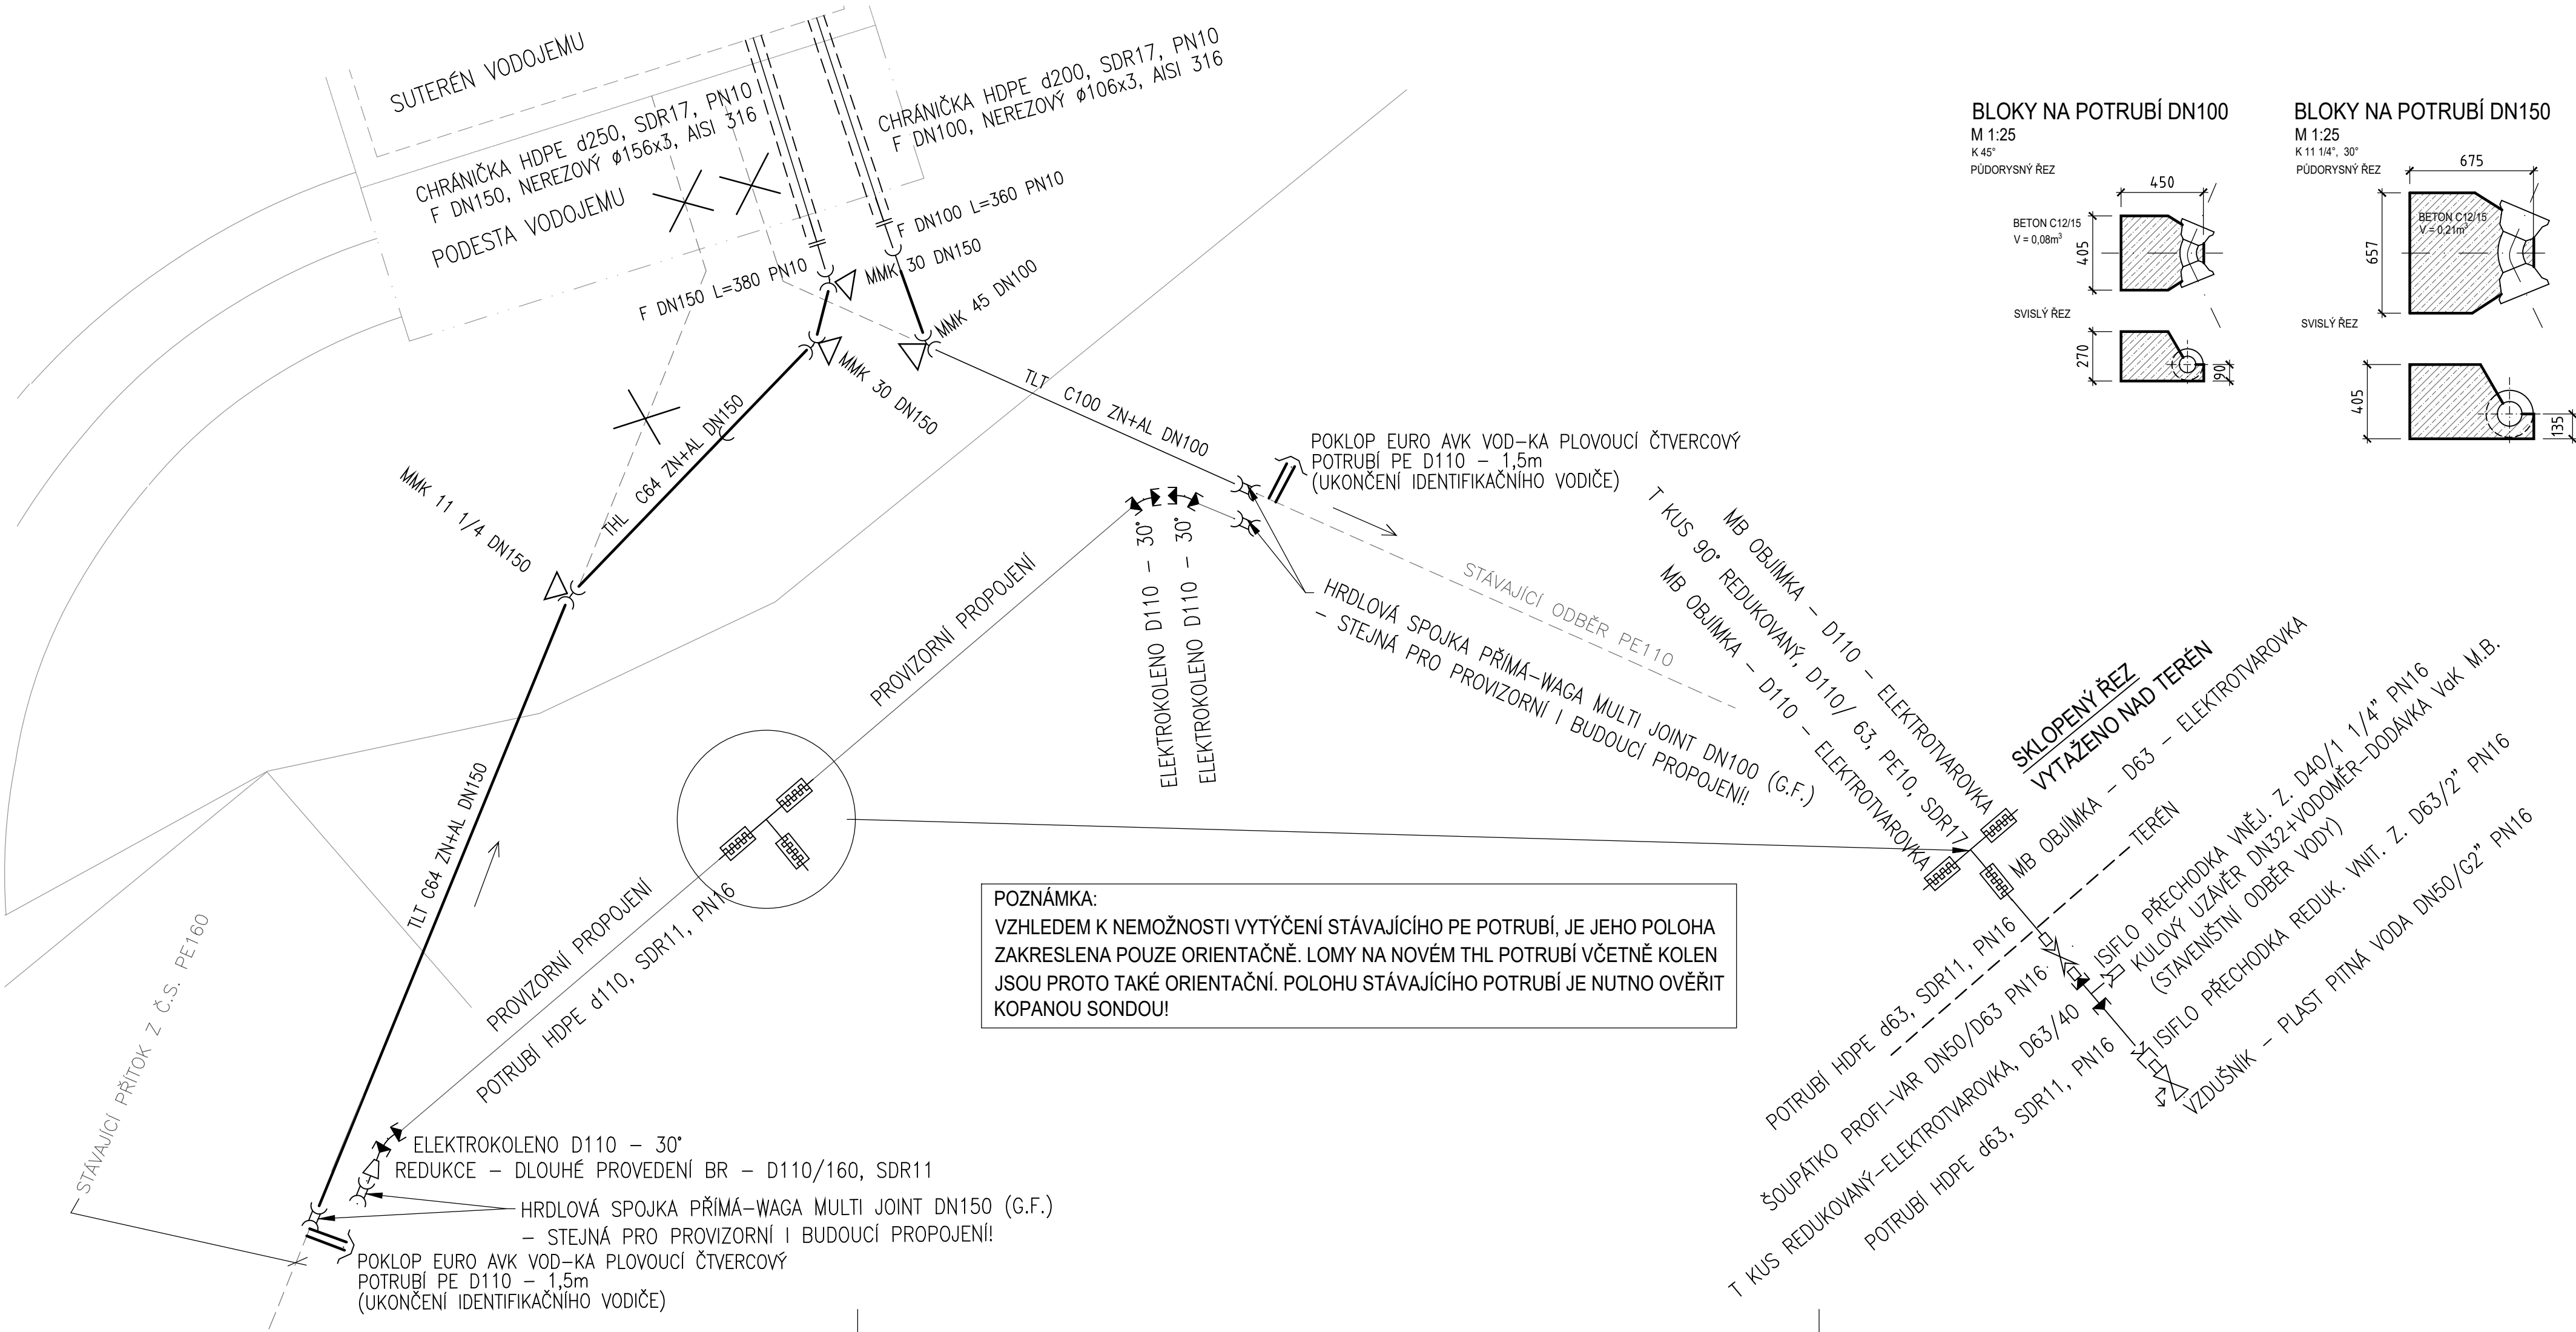 SUTERÉN VODOJEMU
CHRÁNIČKA HDPE d250, SDR17, PN10
F DN150, NEREZOVÝ ø156x3, AISI 316
PODESTA VODOJEMU
CHRÁNIČKA HDPE d200, SDR17, PN10
F DN100, NEREZOVÝ ø106x3, AISI 316
F DN100 L=360 PN10
MMK 30 DN150
F DN150 L=380 PN10
MMK 45 DN100
MMK 30 DN150
TLT C100 ZN+AL DN100
THL C64 ZN+AL DN150
MMK 11 1/4 DN150
POKLOP EURO AVK VOD-KA PLOVOUCÍ ČTVERCOVÝ
POTRUBÍ PE D110 - 1,5m
(UKONČENÍ IDENTIFIKAČNÍHO VODIČE)
STÁVAJÍCÍ ODBĚR PE110
ELEKTROKOLENO D110 - 30°
ELEKTROKOLENO D110 - 30°
HRDLOVÁ SPOJKA PŘÍMÁ-WAGA MULTI JOINT DN100 (G.F.)
- STEJNÁ PRO PROVIZORNÍ I BUDOUCÍ PROPOJENÍ!
PROVIZORNÍ PROPOJENÍ
TLT C64 ZN+AL DN150
PROVIZORNÍ PROPOJENÍ
POTRUBÍ HDPE d110, SDR11, PN16
STÁVAJÍCÍ PŘÍTOK Z Č.S. PE160
ELEKTROKOLENO D110 - 30°
REDUKCE - DLOUHÉ PROVEDENÍ BR - D110/160, SDR11
HRDLOVÁ SPOJKA PŘÍMÁ-WAGA MULTI JOINT DN150 (G.F.)
- STEJNÁ PRO PROVIZORNÍ I BUDOUCÍ PROPOJENÍ!
POKLOP EURO AVK VOD-KA PLOVOUCÍ ČTVERCOVÝ
POTRUBÍ PE D110 - 1,5m
(UKONČENÍ IDENTIFIKAČNÍHO VODIČE)
POZNÁMKA:
VZHLEDEM K NEMOŽNOSTI VYTÝČENÍ STÁVAJÍCÍHO PE POTRUBÍ, JE JEHO POLOHA
ZAKRESLENA POUZE ORIENTAČNĚ. LOMY NA NOVÉM THL POTRUBÍ VČETNĚ KOLEN
JSOU PROTO TAKÉ ORIENTAČNÍ. POLOHU STÁVAJÍCÍHO POTRUBÍ JE NUTNO OVĚŘIT
KOPANOU SONDOU!
BLOKY NA POTRUBÍ DN100
M 1:25
K 45°
PŮDORYSNÝ ŘEZ
450
BETON C12/15
V = 0,08m³
405
SVISLÝ ŘEZ
270
90
BLOKY NA POTRUBÍ DN150
M 1:25
K 11 1/4°, 30°
PŮDORYSNÝ ŘEZ
675
BETON C12/15
V = 0,21m³
657
SVISLÝ ŘEZ
405
135
MB OBJÍMKA - D110 - ELEKTROTVAROVKA
T KUS 90° REDUKOVANÝ, D110/ 63, PE10, SDR17
MB OBJÍMKA - D110 - ELEKTROTVAROVKA
SKLOPENÝ ŘEZ
VYTAŽENO NAD TERÉN
MB OBJÍMKA - D63 - ELEKTROTVAROVKA
TERÉN
ISIFLO PŘECHODKA VNĚJ. Z. D40/1 1/4" PN16
KULOVÝ UZÁVĚR DN32+VODOMĚR-DODÁVKA VaK M.B.
(STAVENIŠTNÍ ODBĚR VODY)
ISIFLO PŘECHODKA REDUK. VNIT. Z. D63/2" PN16
VZDUŠNÍK - PLAST PITNÁ VODA DN50/G2" PN16
POTRUBÍ HDPE d63, SDR11, PN16
ŠOUPÁTKO PROFI-VAR DN50/D63 PN16
T KUS REDUKOVANÝ-ELEKTROTVAROVKA, D63/40
POTRUBÍ HDPE d63, SDR11, PN16